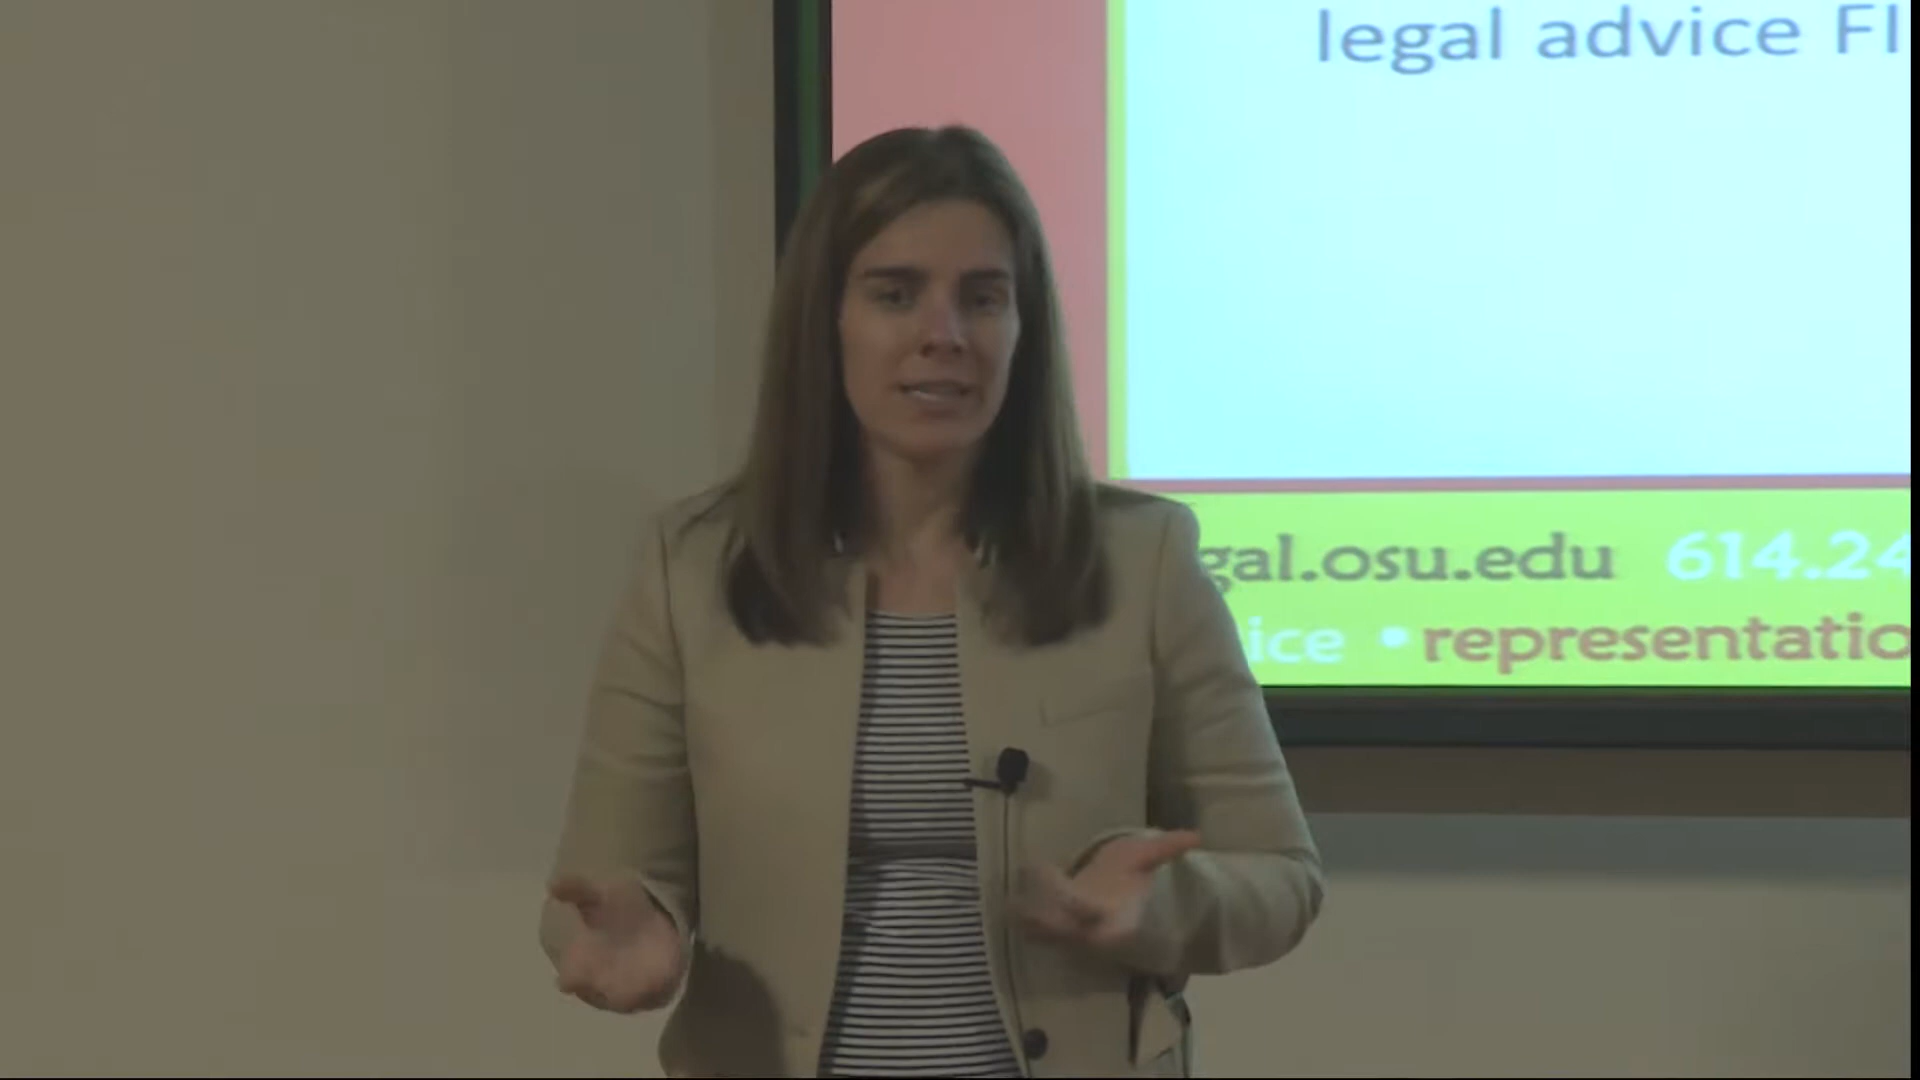 legal advice FI
gal.osu.edu 614.24
ice • representatio